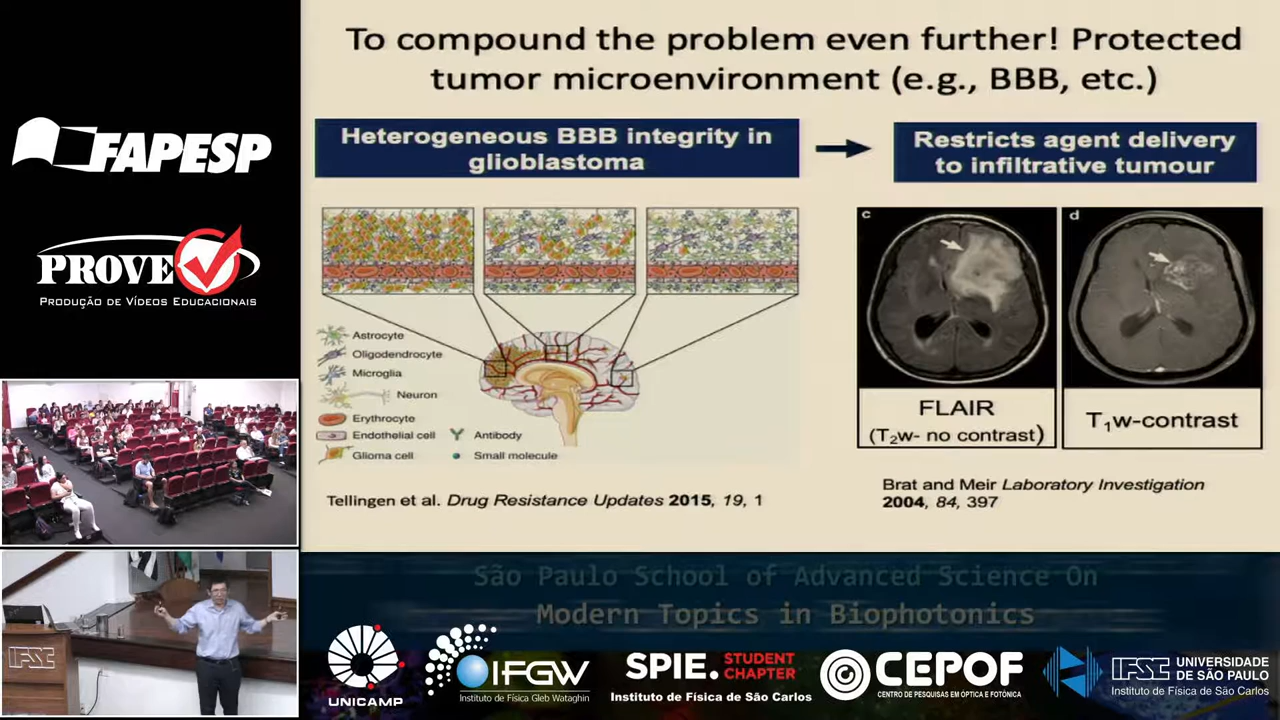 To compound the problem even further! Protected
tumor microenvironment (e.g., BBB, etc.)
Heterogeneous BBB integrity in
glioblastoma
Restricts agent delivery
to infiltrative tumour
c
d
Astrocyte
Oligodendrocyte
Microglia
Neuron
Erythrocyte
Endothelial cell
Antibody
Glioma cell
Small molecule
FLAIR
(T2w- no contrast)
T1w-contrast
Tellingen et al. Drug Resistance Updates 2015, 19, 1
Brat and Meir Laboratory Investigation
2004, 84, 397
FAPESP
PROVE
PRODUÇÃO DE VÍDEOS EDUCACIONAIS
IFSC
São Paulo School of Advanced Science On
Modern Topics in Biophotonics
UNICAMP
IFGW
Instituto de Física Gleb Wataghin
SPIE. STUDENT
CHAPTER
Instituto de Física de São Carlos
CEPOF
CENTRO DE PESQUISAS EM ÓPTICA E FOTÔNICA
IFSC UNIVERSIDADE
DE SÃO PAULO
Instituto de Física de São Carlos